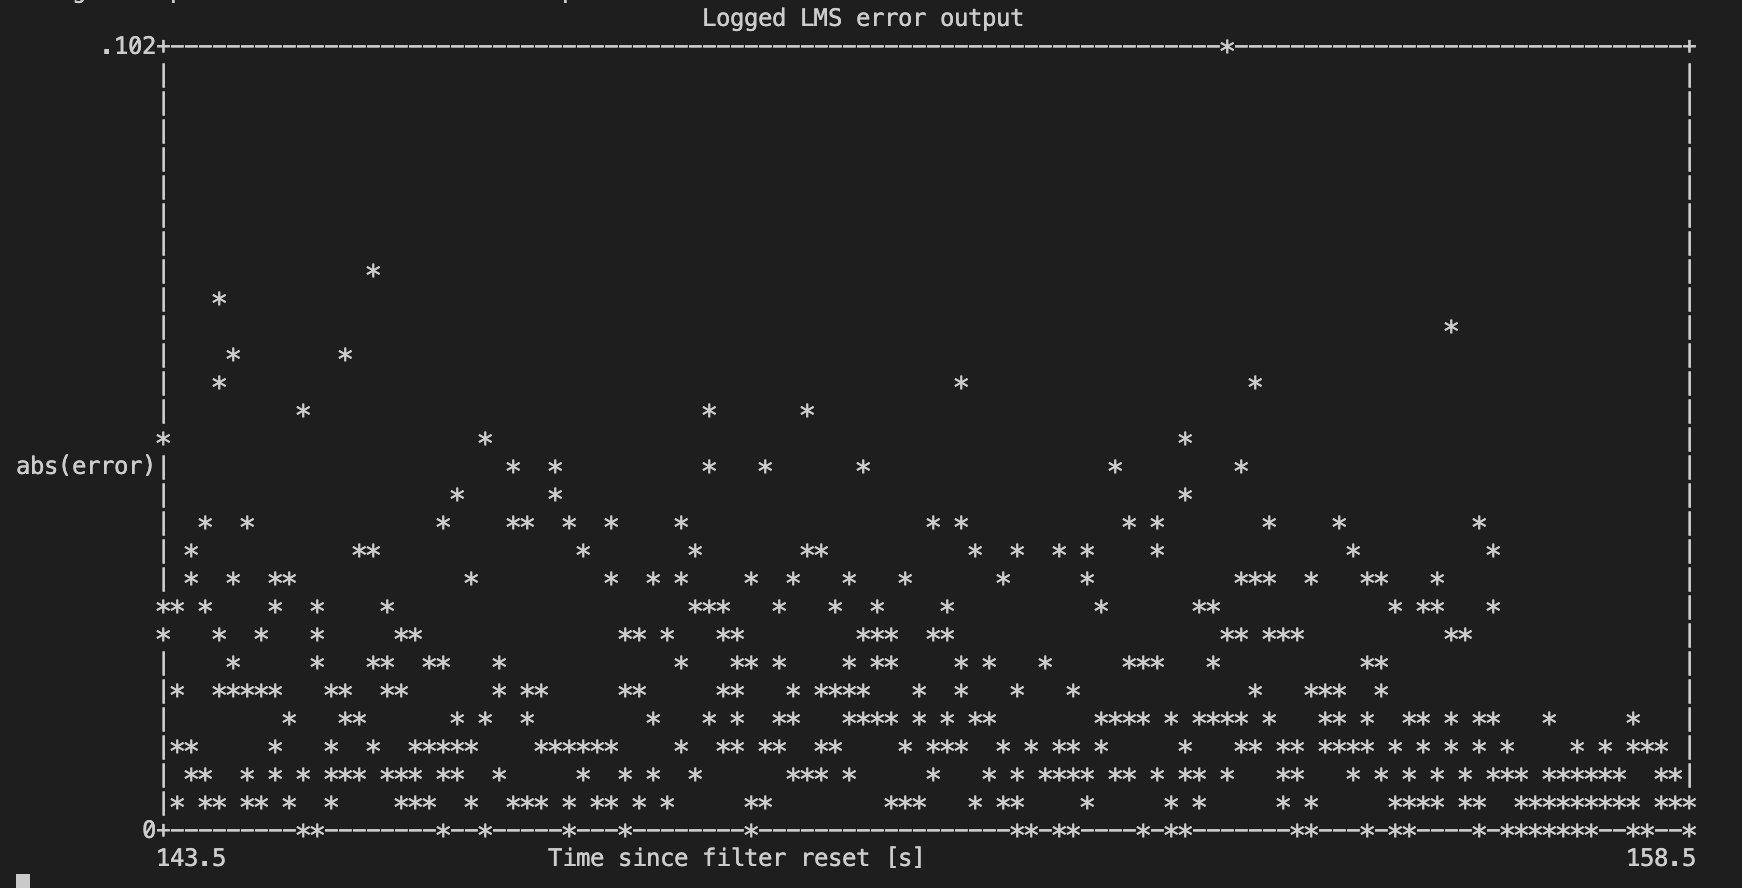 Logged LMS error output
.102
abs(error)
0
143.5 Time since filter reset [s] 158.5